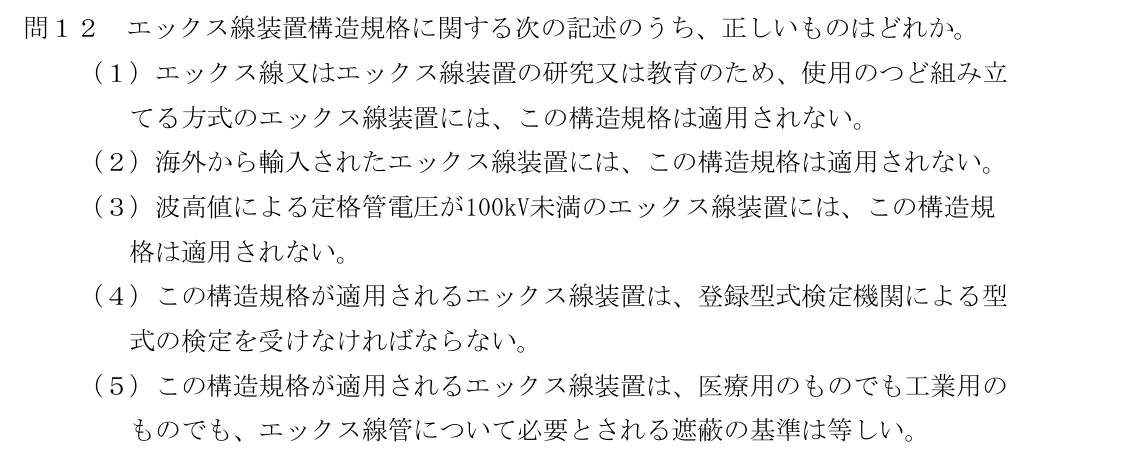 問１２　エックス線装置構造規格に関する次の記述のうち、正しいものはどれか。
（１）エックス線又はエックス線装置の研究又は教育のため、使用のつど組み立
てる方式のエックス線装置には、この構造規格は適用されない。
（２）海外から輸入されたエックス線装置には、この構造規格は適用されない。
（３）波高値による定格管電圧が100kV未満のエックス線装置には、この構造規
格は適用されない。
（４）この構造規格が適用されるエックス線装置は、登録型式検定機関による型
式の検定を受けなければならない。
（５）この構造規格が適用されるエックス線装置は、医療用のものでも工業用の
ものでも、エックス線管について必要とされる遮蔽の基準は等しい。